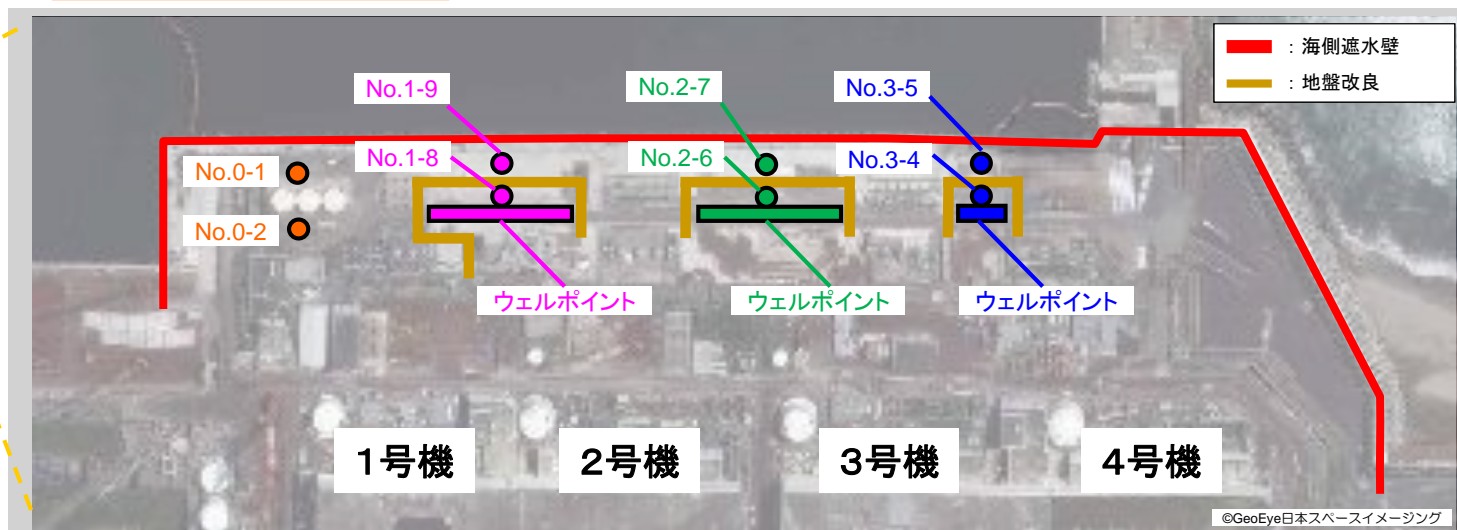 ：海側遮水壁
：地盤改良
No.1-9
No.2-7
No.3-5
No.0-1
No.1-8
No.2-6
No.3-4
No.0-2
ウェルポイント
ウェルポイント
ウェルポイント
１号機
２号機
３号機
４号機
©GeoEye日本スペースイメージング